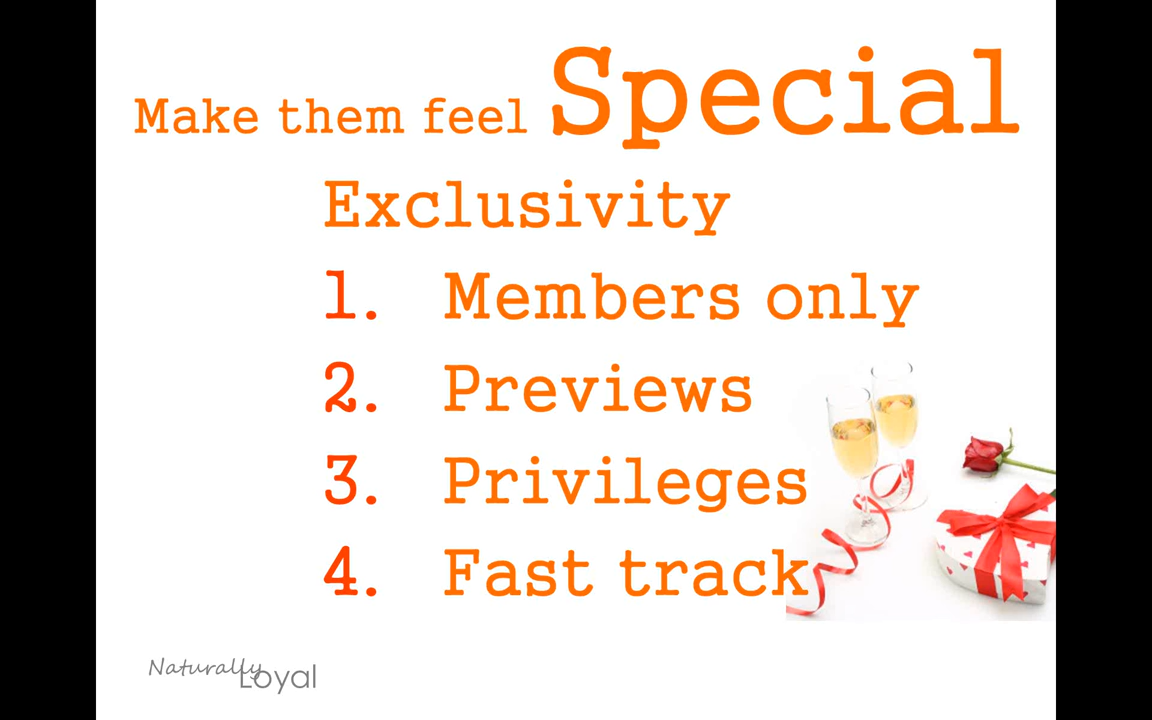 Make them feel Special
Exclusivity
1. Members only
2. Previews
3. Privileges
4. Fast track
Naturally
Loyal